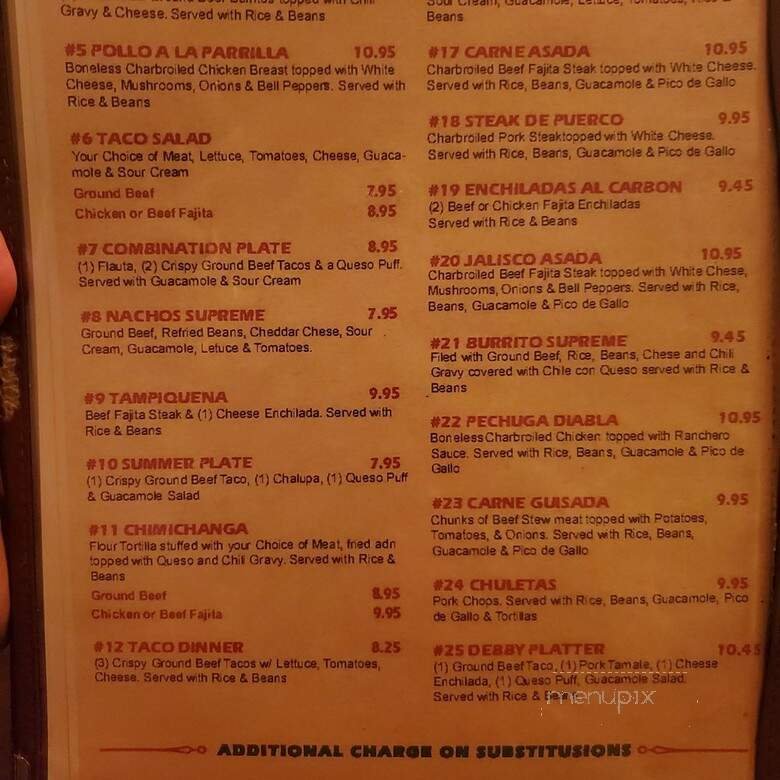 Gravy & Cheese. Served with Rice & Beans
#5 POLLO A LA PARRILLA 10.95
Boneless Charbroiled Chicken Breast topped with White
Cheese, Mushrooms, Onions & Bell Peppers. Served with
Rice & Beans
#6 TACO SALAD
Your Choice of Meat, Lettuce, Tomatoes, Cheese, Guaca-
mole & Sour Cream
Ground Beef 7.95
Chicken or Beef Fajita 8.95
#7 COMBINATION PLATE 8.95
(1) Flauta, (2) Crispy Ground Beef Tacos & a Queso Puff.
Served with Guacamole & Sour Cream
#8 NACHOS SUPREME 7.95
Ground Beef, Refried Beans, Cheddar Chese, Sour
Cream, Guacamole, Letuce & Tomatoes.
#9 TAMPIQUENA 9.95
Beef Fajita Steak & (1) Cheese Enchilada. Served with
Rice & Beans
#10 SUMMER PLATE 7.95
(1) Crispy Ground Beef Taco, (1) Chalupa, (1) Queso Puff
& Guacamole Salad
#11 CHIMICHANGA
Flour Tortilla stuffed with your Choice of Meat, fried adn
topped with Queso and Chili Gravy. Served with Rice &
Beans
Ground Beef 8.95
Chicken or Beef Fajita 9.95
#12 TACO DINNER 8.25
(3) Crispy Ground Beef Tacos w/ Lettuce, Tomatoes,
Cheese. Served with Rice & Beans
Sour Cream, Guacamole, Lettuce, Tomatoes, Rice &
Beans
#17 CARNE ASADA 10.95
Charbroiled Beef Fajita Steak topped with White Cheese.
Served with Rice, Beans, Guacamole & Pico de Gallo
#18 STEAK DE PUERCO 9.95
Charbroiled Pork Steaktopped with White Cheese.
Served with Rice, Beans, Guacamole & Pico de Gallo
#19 ENCHILADAS AL CARBON 9.45
(2) Beef or Chicken Fajita Enchiladas
Served with Rice & Beans
#20 JALISCO ASADA 10.95
Charbroiled Beef Fajita Steak topped with White Chese,
Mushrooms, Onions & Bell Peppers. Served with Rice,
Beans, Guacamole & Pico de Gallo
#21 BURRITO SUPREME 9.45
Filed with Ground Beef, Rice, Beans, Chese and Chili
Gravy covered with Chile con Queso served with Rice &
Beans
#22 PECHUGA DIABLA 10.95
Boneless Charbroiled Chicken topped with Ranchero
Sauce. Served with Rice, Beans, Guacamole & Pico de
Gallo
#23 CARNE GUISADA 9.95
Chunks of Beef Stew meat topped with Potatoes,
Tomatoes, & Onions. Served with Rice, Beans,
Guacamole & Pico de Gallo
#24 CHULETAS 9.95
Pork Chops. Served with Rice, Beans, Guacamole, Pico
de Gallo & Tortillas
#25 DEBBY PLATTER 10.45
(1) Ground Beef Taco, (1) Pork Tamale, (1) Cheese
Enchilada, (1) Queso Puff, Guacamole Salad.
Served with Rice & Beans
menupix
ADDITIONAL CHARGE ON SUBSTITUSIONS